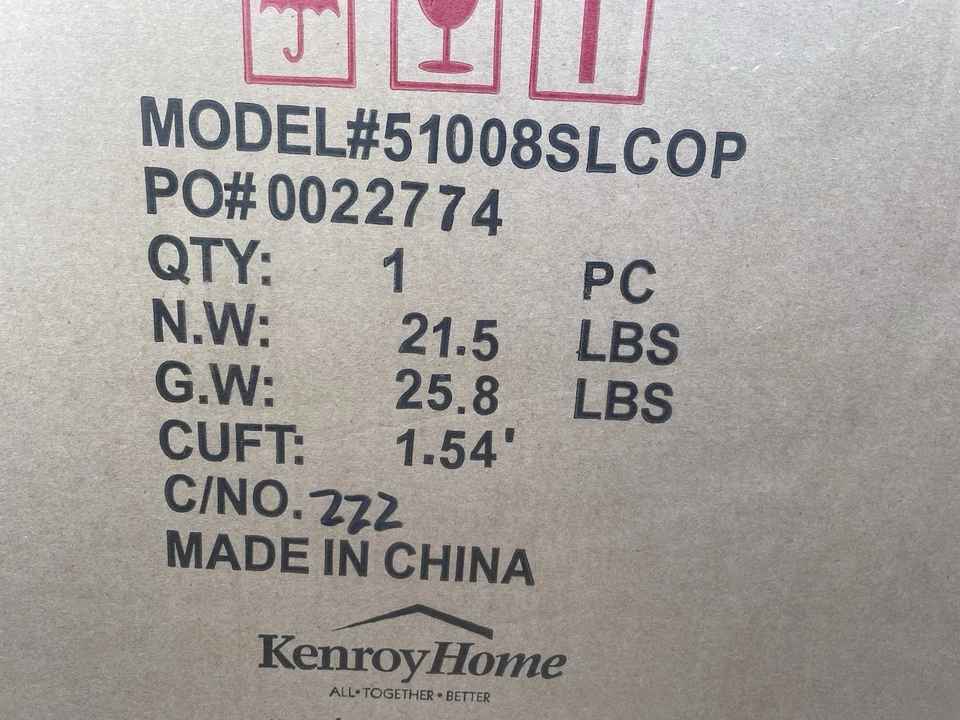 MODEL#51008SLCOP
PO#0022774
QTY: 1 PC
N.W: 21.5 LBS
G.W: 25.8 LBS
CUFT: 1.54'
C/NO. 222
MADE IN CHINA
KenroyHome
ALL•TOGETHER•BETTER